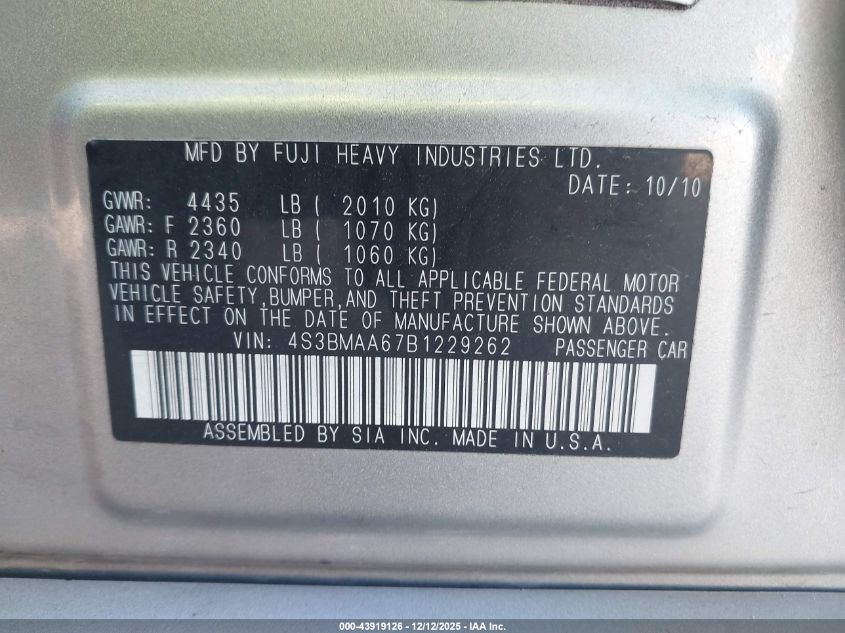 MFD BY FUJI HEAVY INDUSTRIES LTD.
DATE: 10/10
GVWR: 4435 LB ( 2010 KG)
GAWR: F 2360 LB ( 1070 KG)
GAWR: R 2340 LB ( 1060 KG)
THIS VEHICLE CONFORMS TO ALL APPLICABLE FEDERAL MOTOR
VEHICLE SAFETY,BUMPER,AND THEFT PREVENTION STANDARDS
IN EFFECT ON THE DATE OF MANUFACTURE SHOWN ABOVE.
VIN: 4S3BMAA67B1229262 PASSENGER CAR
ASSEMBLED BY SIA INC. MADE IN U.S.A.
000-43919126 - 12/12/2025 - IAA Inc.